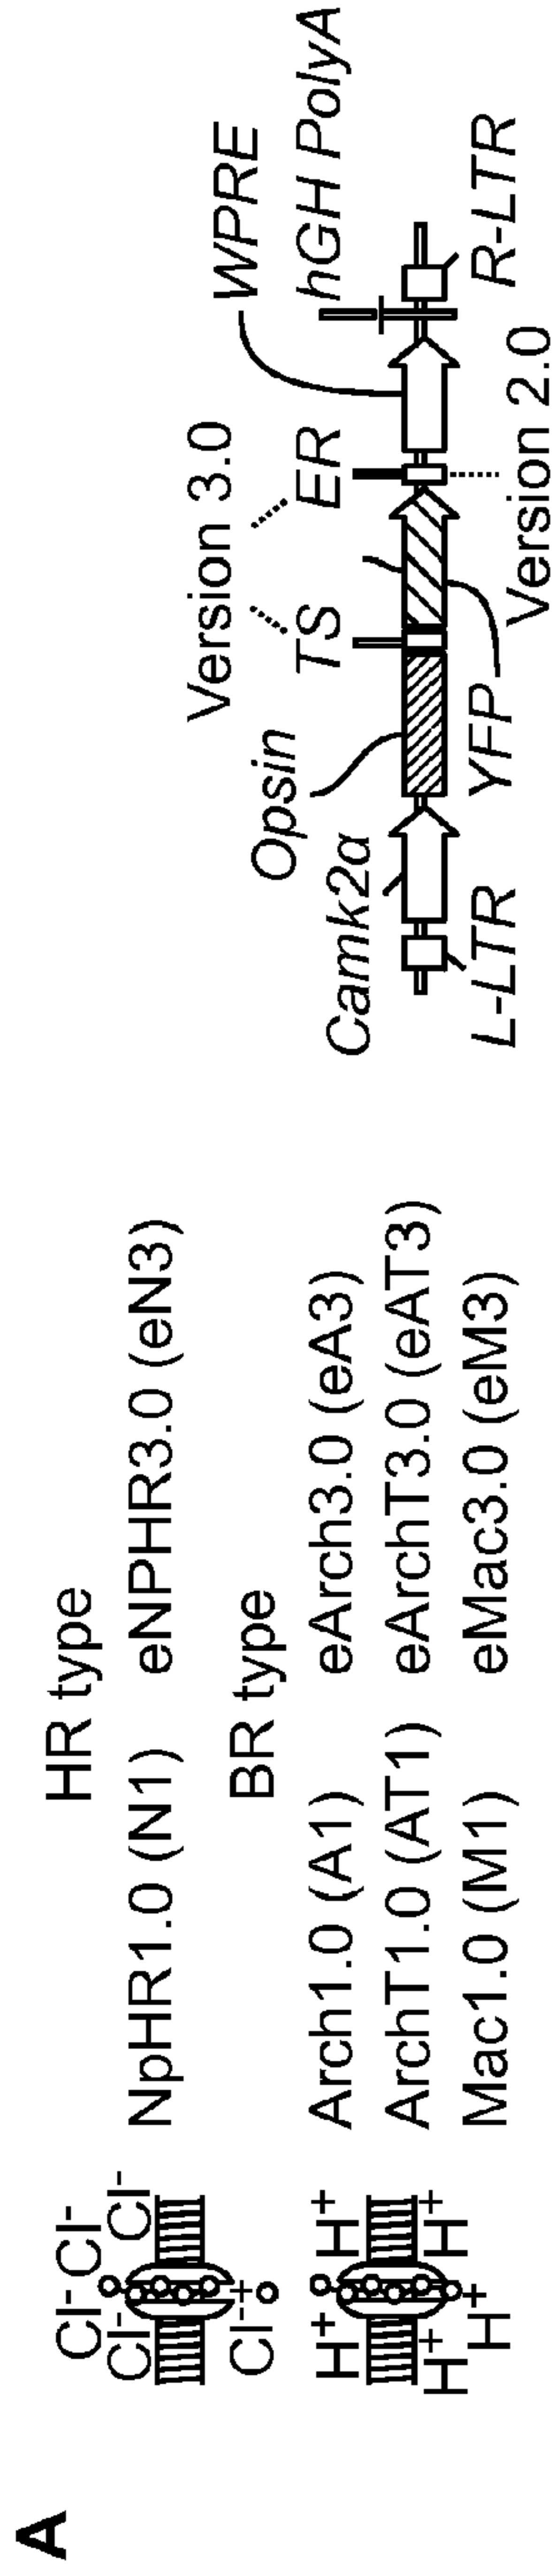 A
Cl- Cl-
Cl- Cl-
Cl- +
H+ H+
H+ H+
H+
HR type
NpHR1.0 (N1) eNPHR3.0 (eN3)
BR type
Arch1.0 (A1) eArch3.0 (eA3)
ArchT1.0 (AT1) eArchT3.0 (eAT3)
Mac1.0 (M1) eMac3.0 (eM3)
Version 3.0
WPRE
Opsin TS ER hGH PolyA
Camk2α
L-LTR YFP R-LTR
Version 2.0